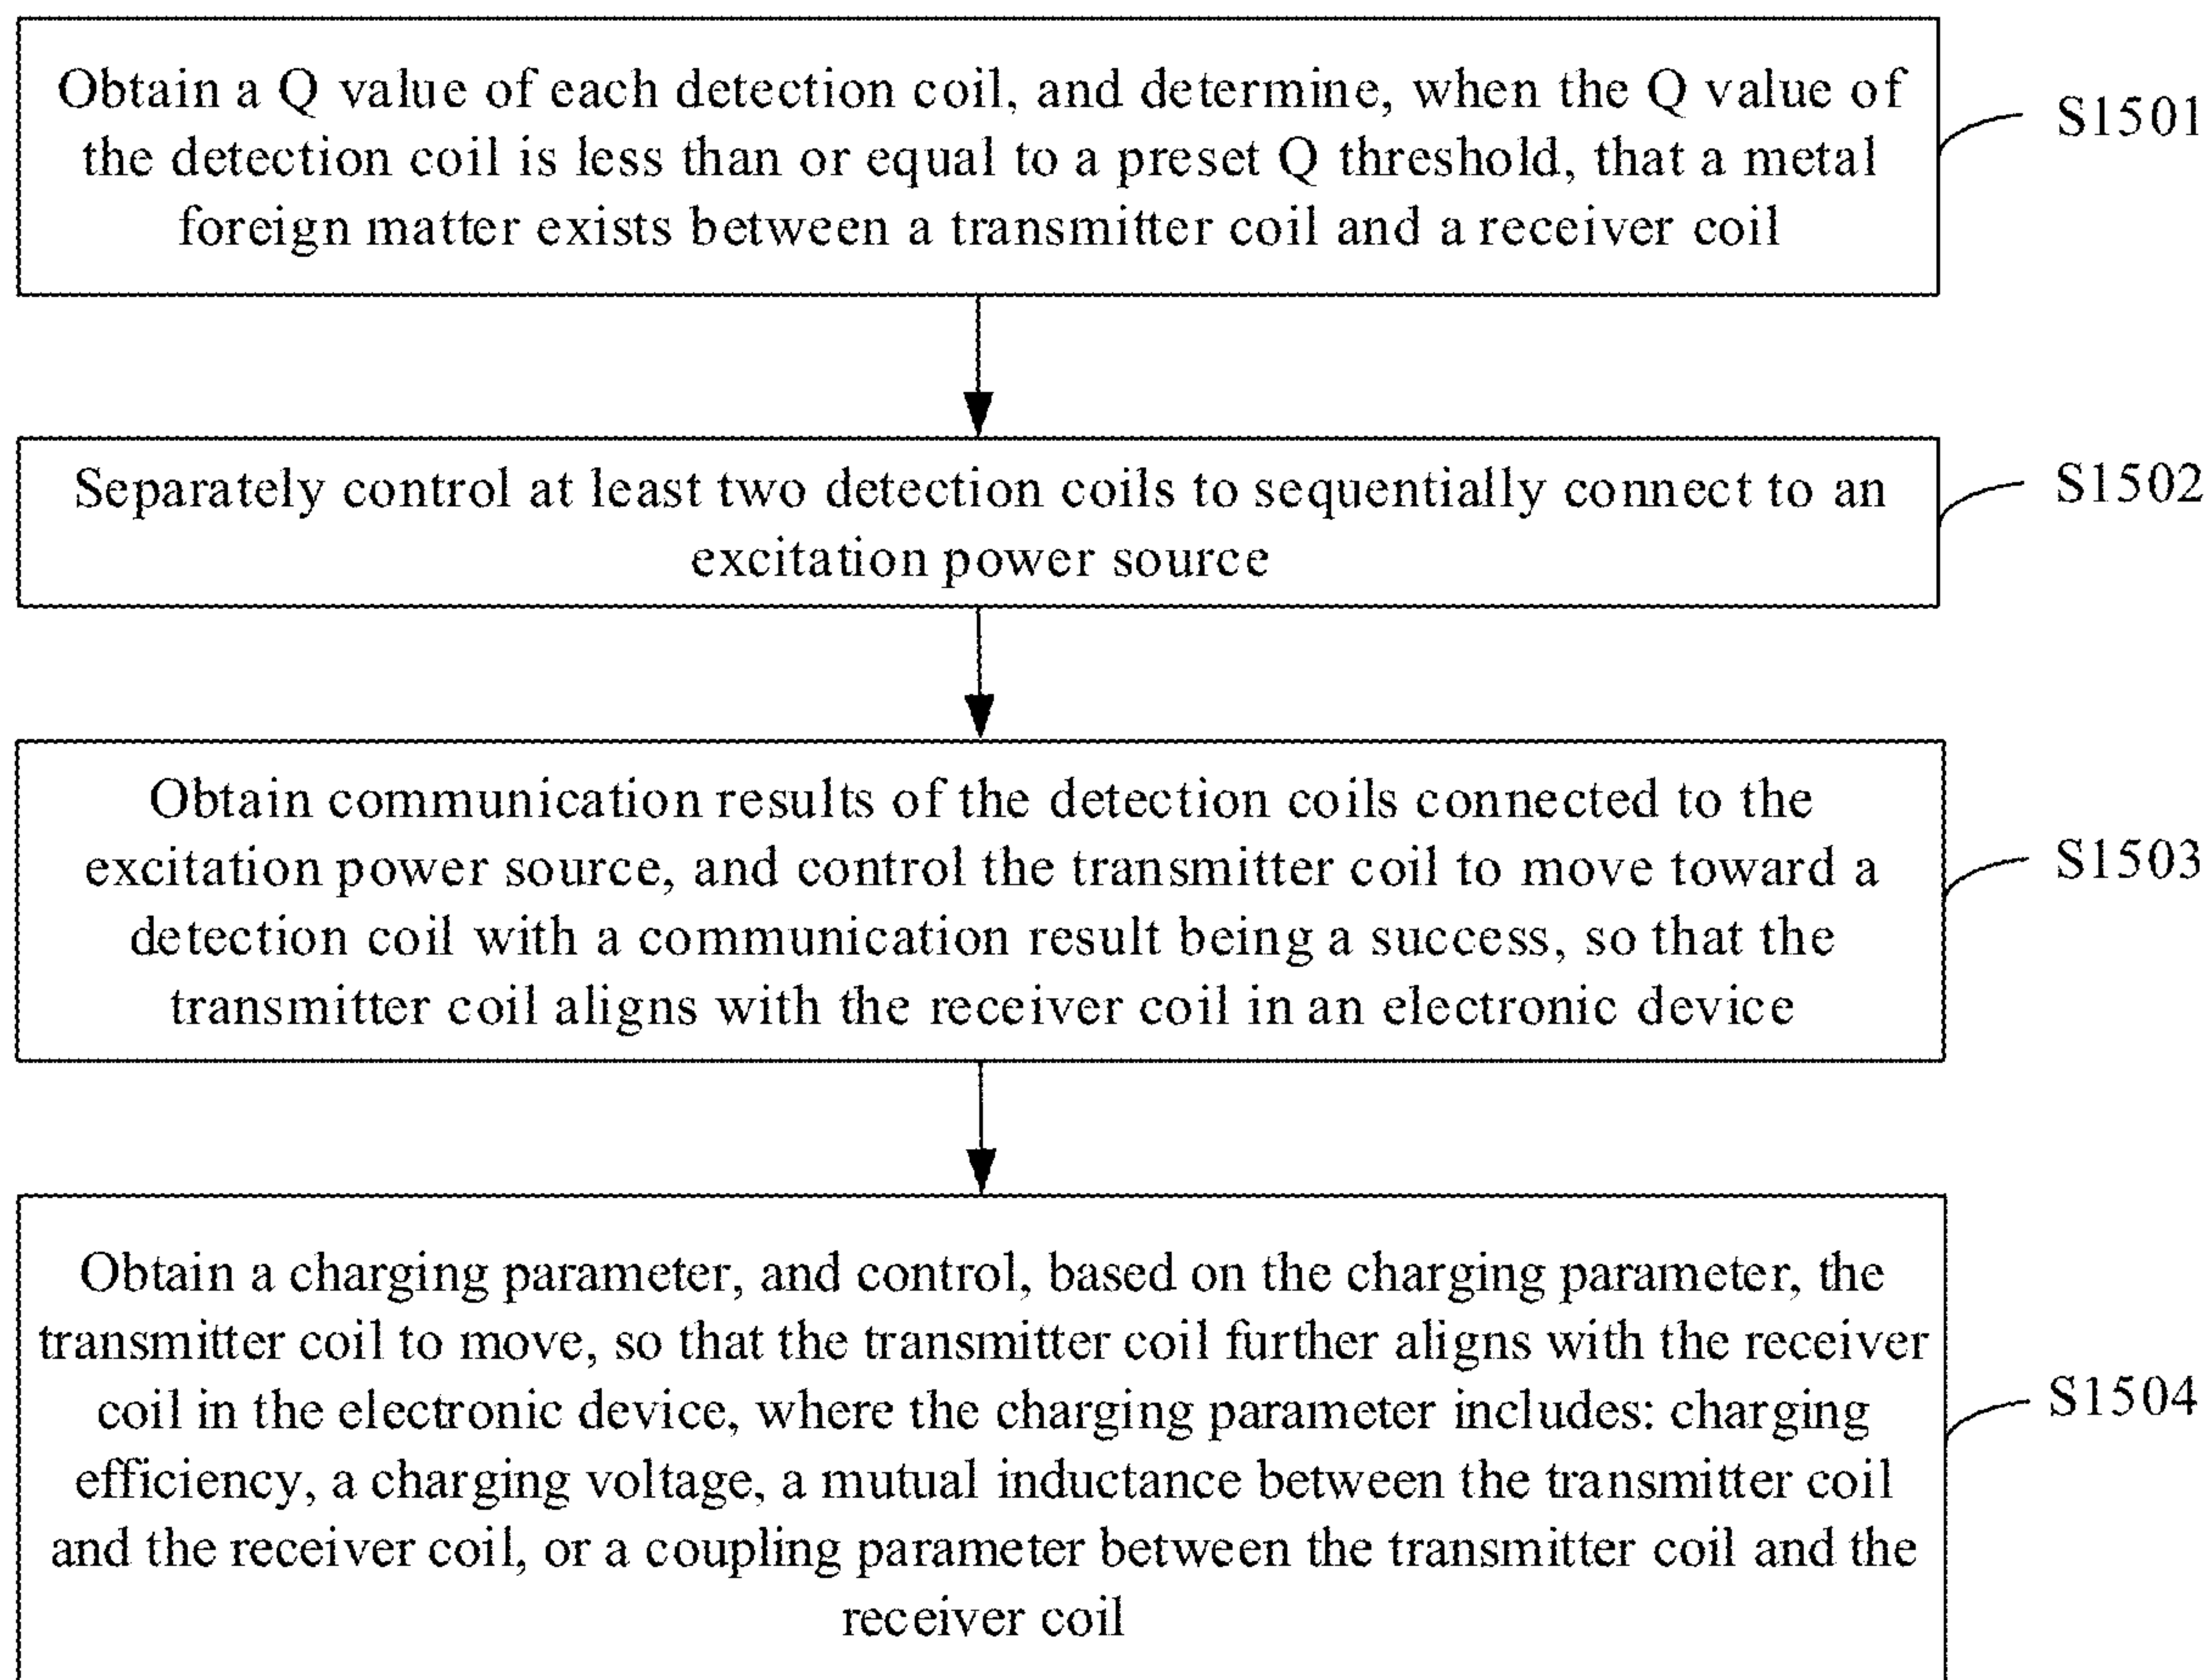 Obtain a Q value of each detection coil, and determine, when the Q value of
the detection coil is less than or equal to a preset Q threshold, that a metal
foreign matter exists between a transmitter coil and a receiver coil
S1501
Separately control at least two detection coils to sequentially connect to an
excitation power source
S1502
Obtain communication results of the detection coils connected to the
excitation power source, and control the transmitter coil to move toward a
detection coil with a communication result being a success, so that the
transmitter coil aligns with the receiver coil in an electronic device
S1503
Obtain a charging parameter, and control, based on the charging parameter, the
transmitter coil to move, so that the transmitter coil further aligns with the receiver
coil in the electronic device, where the charging parameter includes: charging
efficiency, a charging voltage, a mutual inductance between the transmitter coil
and the receiver coil, or a coupling parameter between the transmitter coil and the
receiver coil
S1504